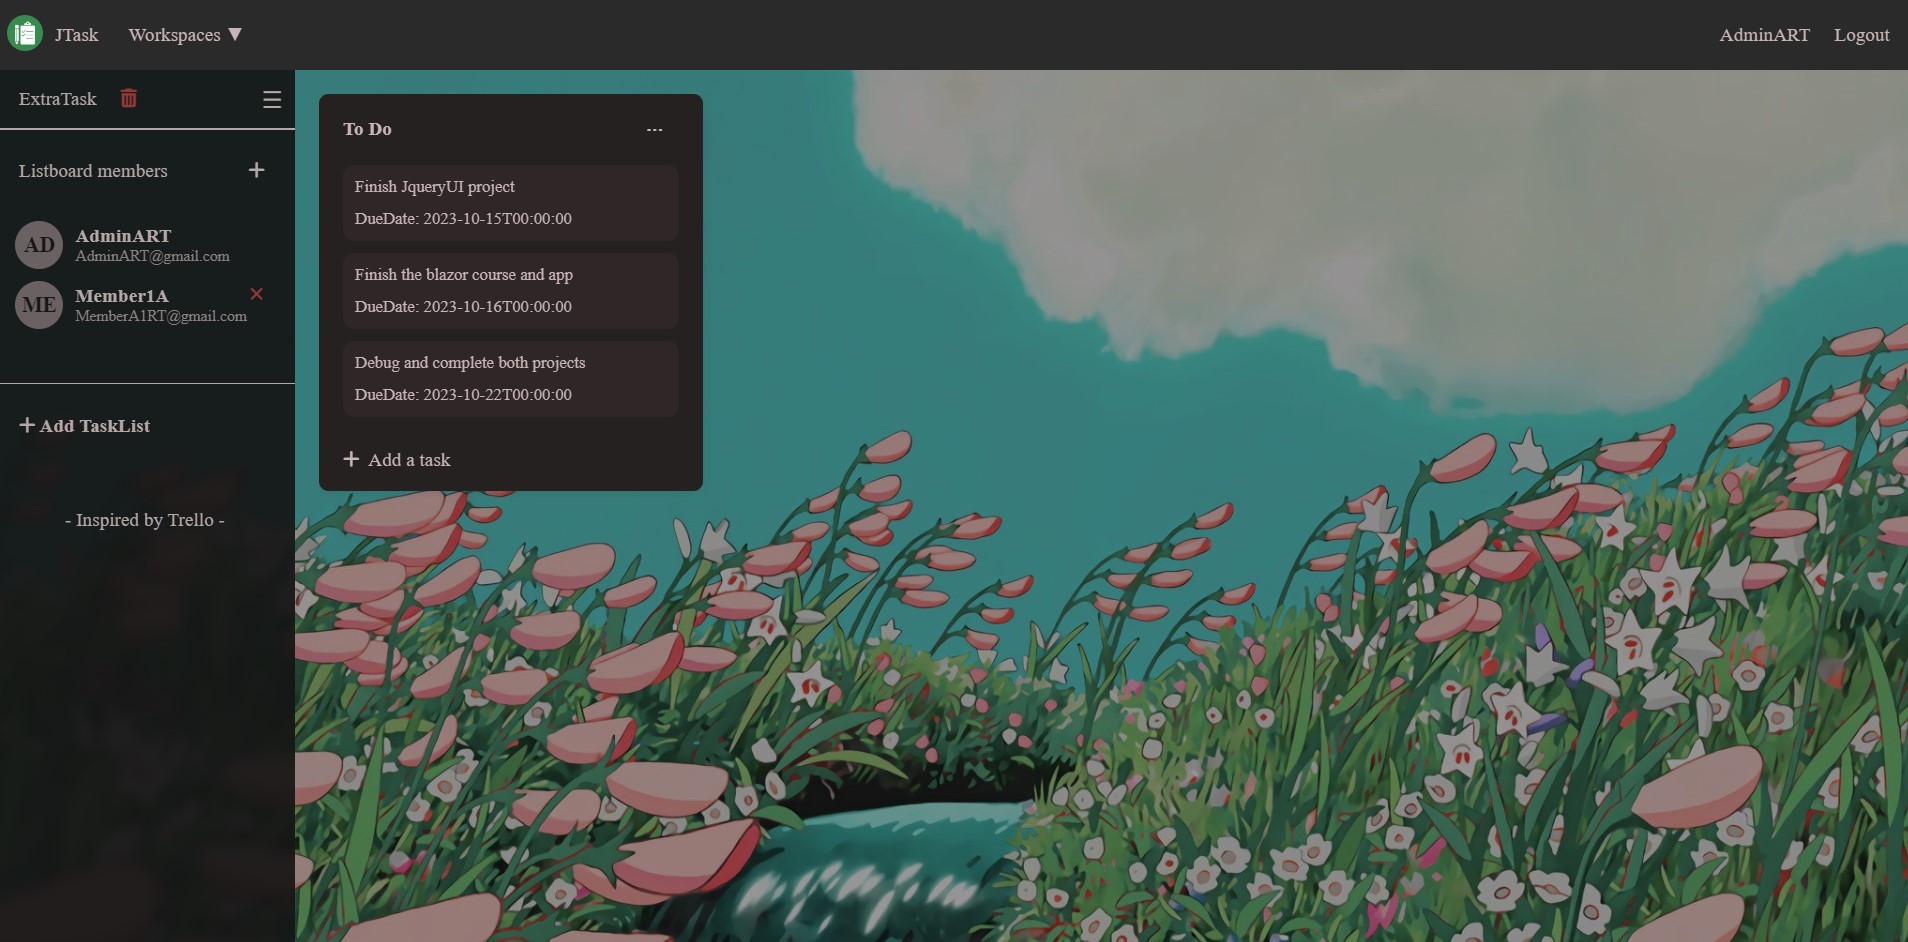 JTask Workspaces ▼ AdminART Logout
ExtraTask
Listboard members
AD AdminART
AdminART@gmail.com
ME Member1A
MemberA1RT@gmail.com
+ Add TaskList
- Inspired by Trello -
To Do ...
Finish JqueryUI project
DueDate: 2023-10-15T00:00:00
Finish the blazor course and app
DueDate: 2023-10-16T00:00:00
Debug and complete both projects
DueDate: 2023-10-22T00:00:00
+ Add a task